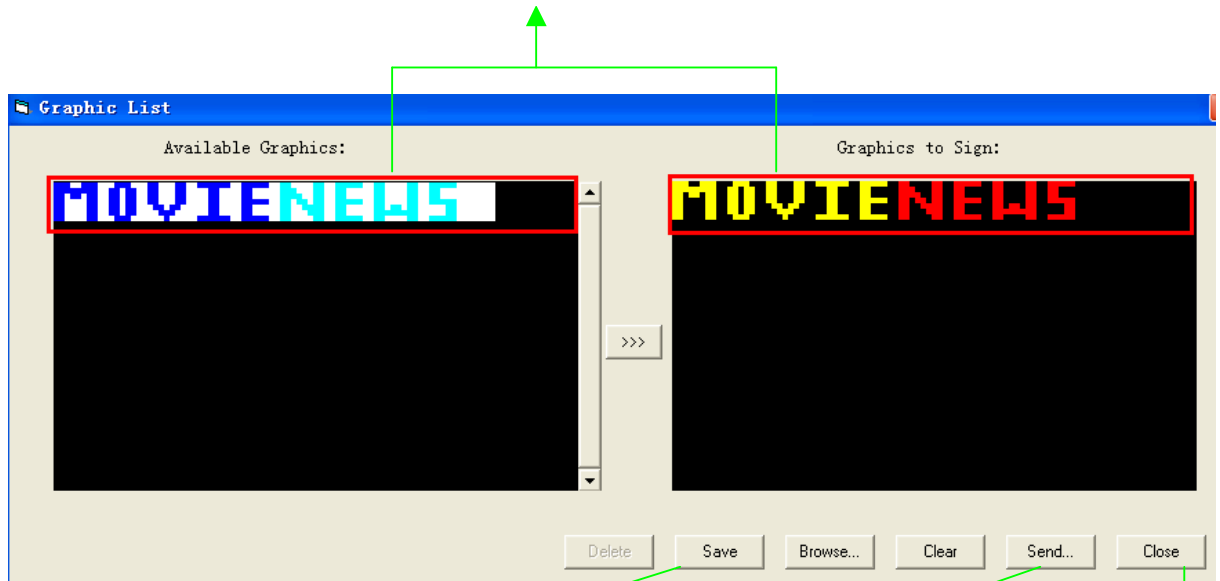 Graphic List
Available Graphics: Graphics to Sign:
MOVIENEWS MOVIENEWS
>>>
Delete Save Browse... Clear Send... Close